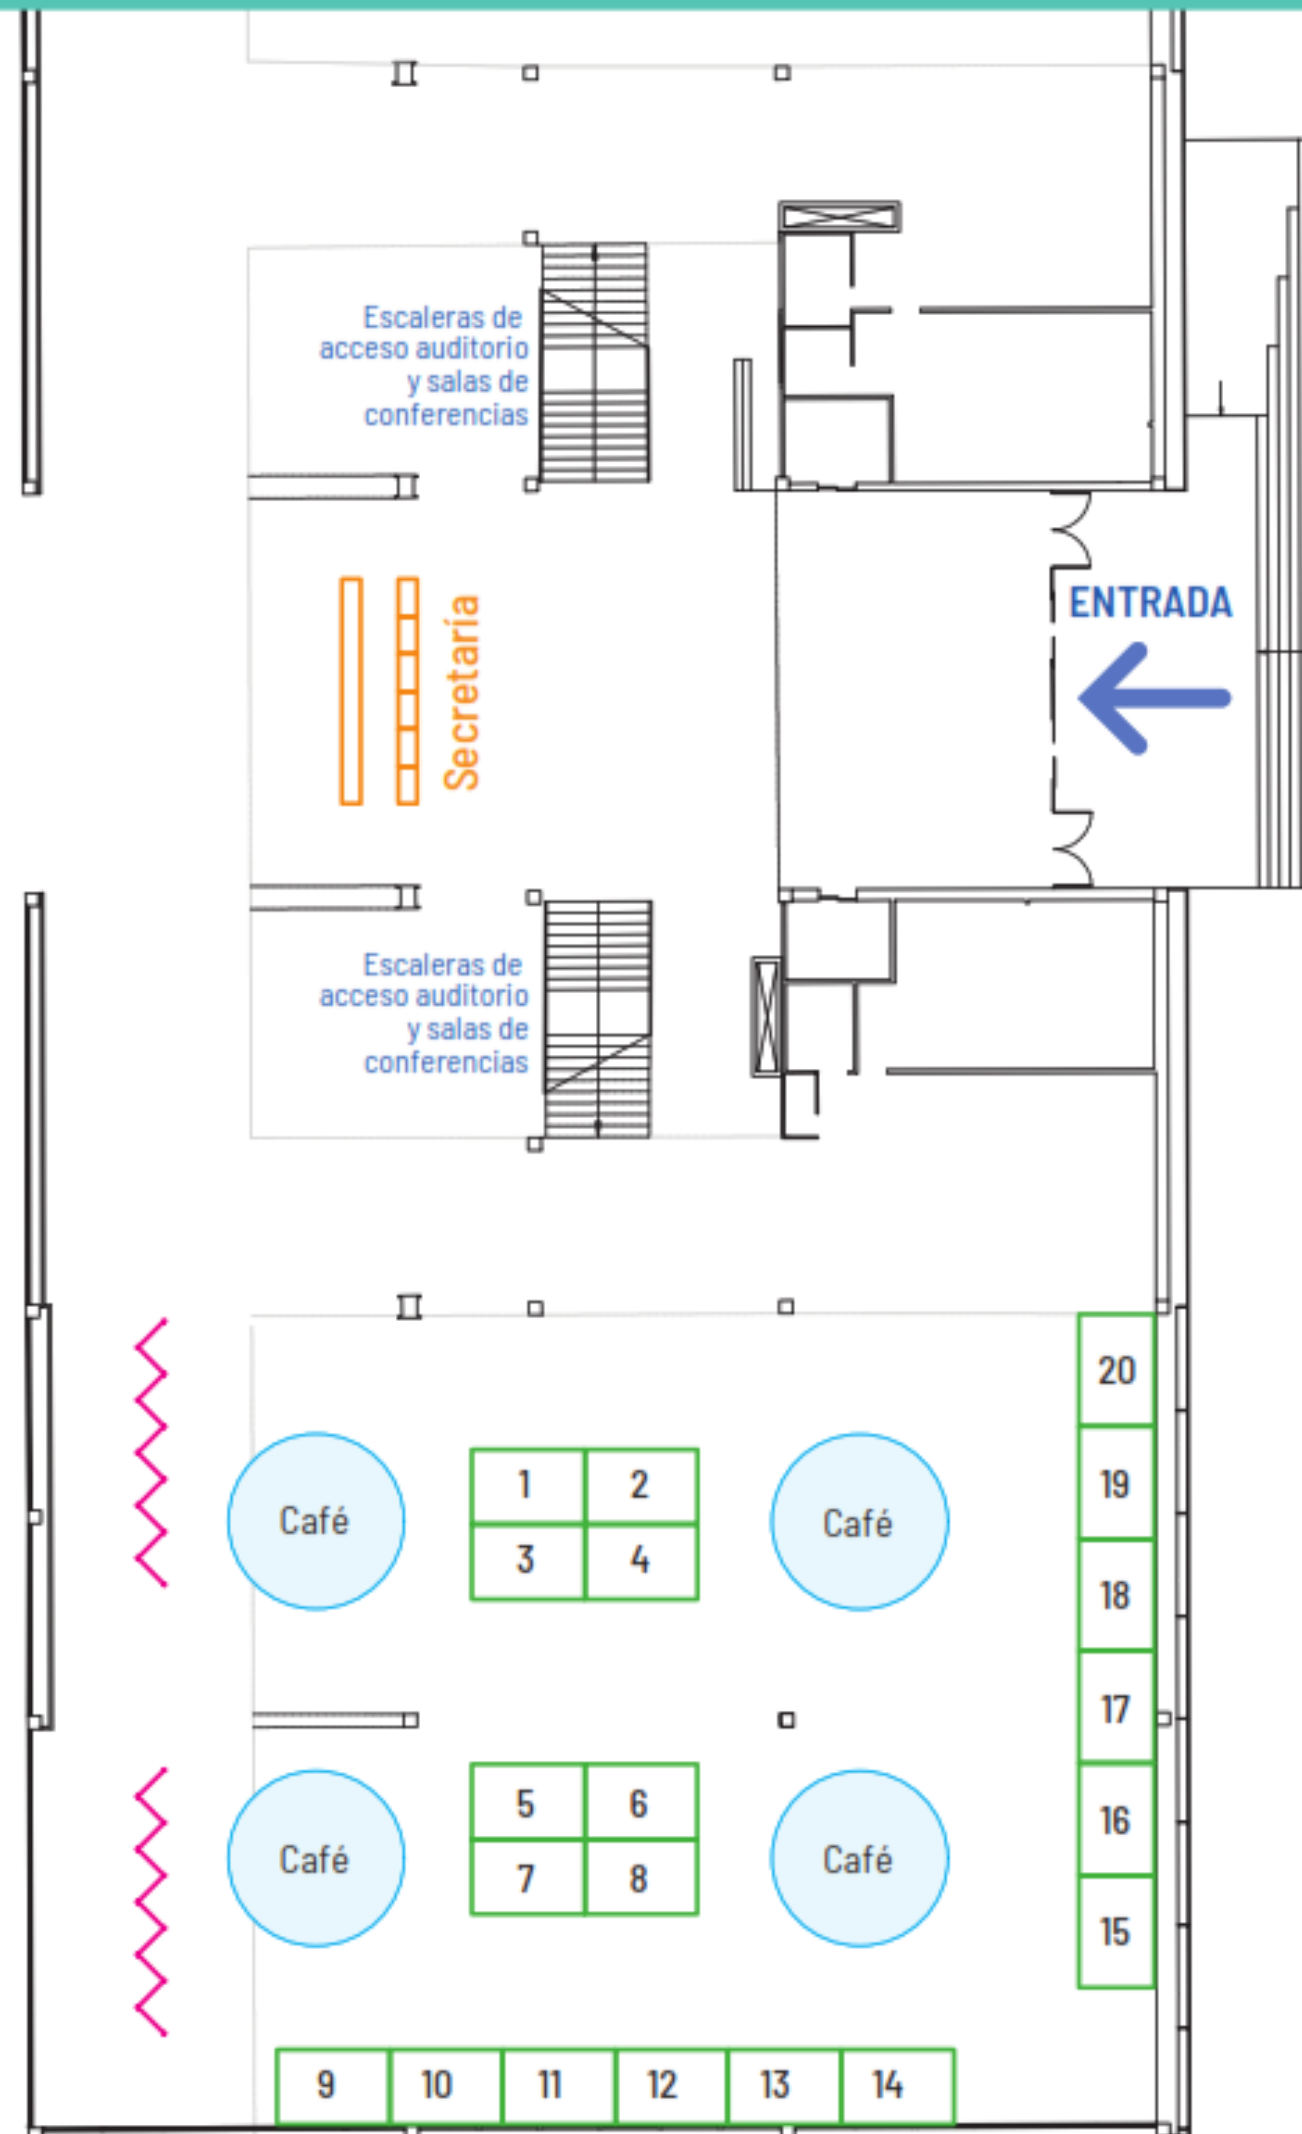 Escaleras de
acceso auditorio
y salas de
conferencias
ENTRADA
Secretaría
Escaleras de
acceso auditorio
y salas de
conferencias
20
1
2
19
Café
Café
3
4
18
17
5
6
16
Café
Café
7
8
15
9
10
11
12
13
14